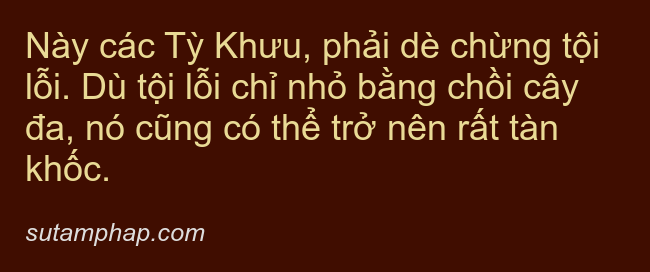 Này các Tỳ Khưu, phải dè chừng tội
lỗi. Dù tội lỗi chỉ nhỏ bằng chồi cây
đa, nó cũng có thể trở nên rất tàn
khốc.
sutamphap.com